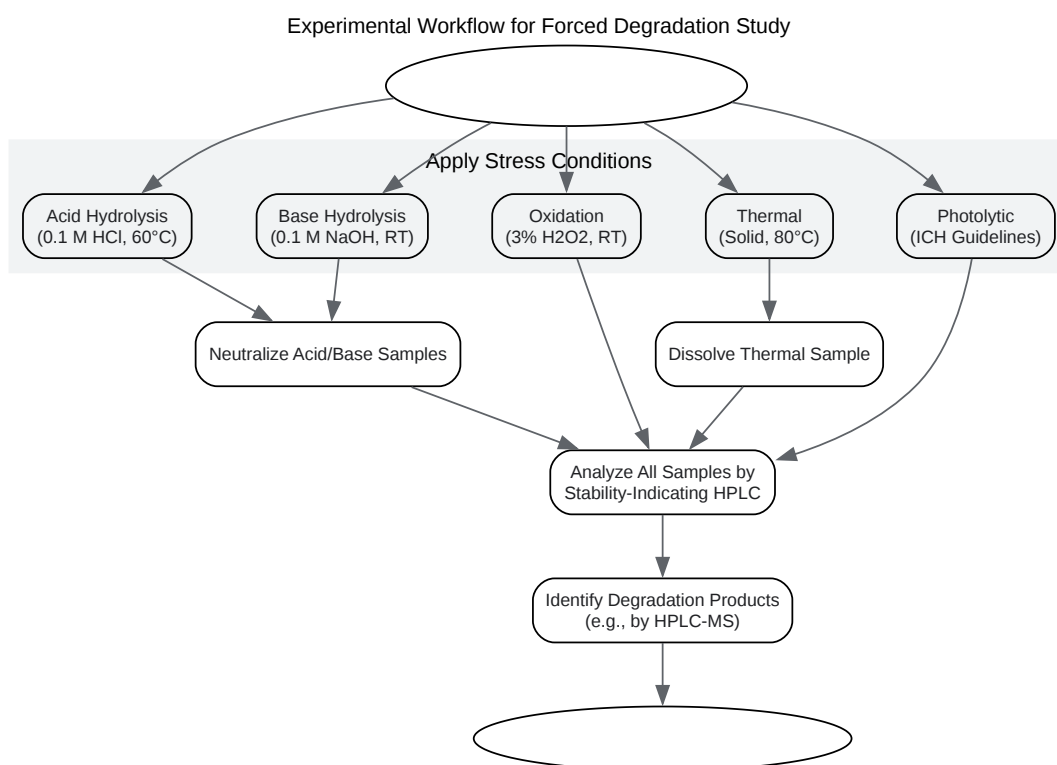 Experimental Workflow for Forced Degradation Study
Apply Stress Conditions
Acid Hydrolysis
(0.1 M HCl, 60°C)
Base Hydrolysis
(0.1 M NaOH, RT)
Oxidation
(3% H2O2, RT)
Thermal
(Solid, 80°C)
Photolytic
(ICH Guidelines)
Neutralize Acid/Base Samples
Dissolve Thermal Sample
Analyze All Samples by
Stability-Indicating HPLC
Identify Degradation Products
(e.g., by HPLC-MS)